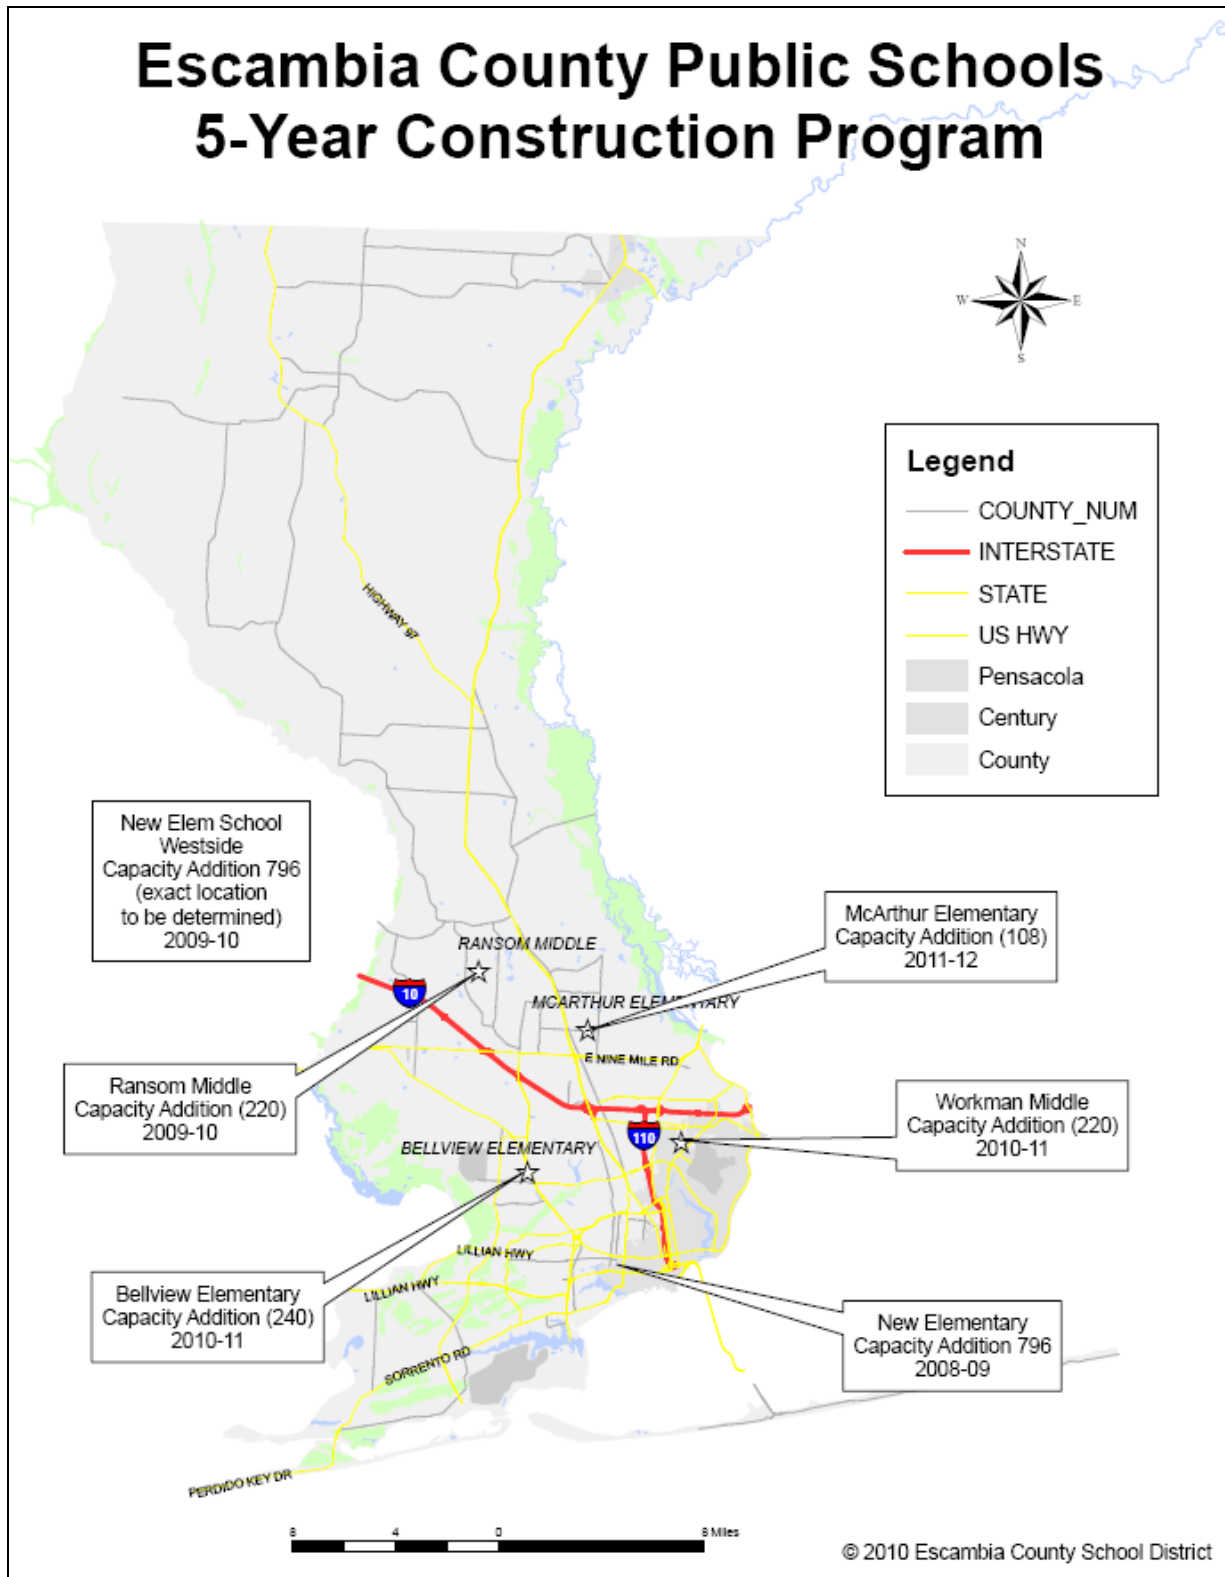 Escambia County Public Schools
5-Year Construction Program
N
W
E
S
Legend
COUNTY_NUM
INTERSTATE
STATE
US HWY
Pensacola
Century
County
HIGHWAY 97
New Elem School
Westside
Capacity Addition 796
(exact location
to be determined)
2009-10
McArthur Elementary
Capacity Addition (108)
2011-12
RANSOM MIDDLE
10
MCARTHUR ELEMENTARY
E NINE MILE RD
Ransom Middle
Capacity Addition (220)
2009-10
Workman Middle
Capacity Addition (220)
2010-11
110
BELLVIEW ELEMENTARY
LILLIAN HWY
LILLIAN HWY
Bellview Elementary
Capacity Addition (240)
2010-11
New Elementary
Capacity Addition 796
2008-09
SORRENTO RD
PERDIDO KEY DR
8 4 0 8 Miles
© 2010 Escambia County School District